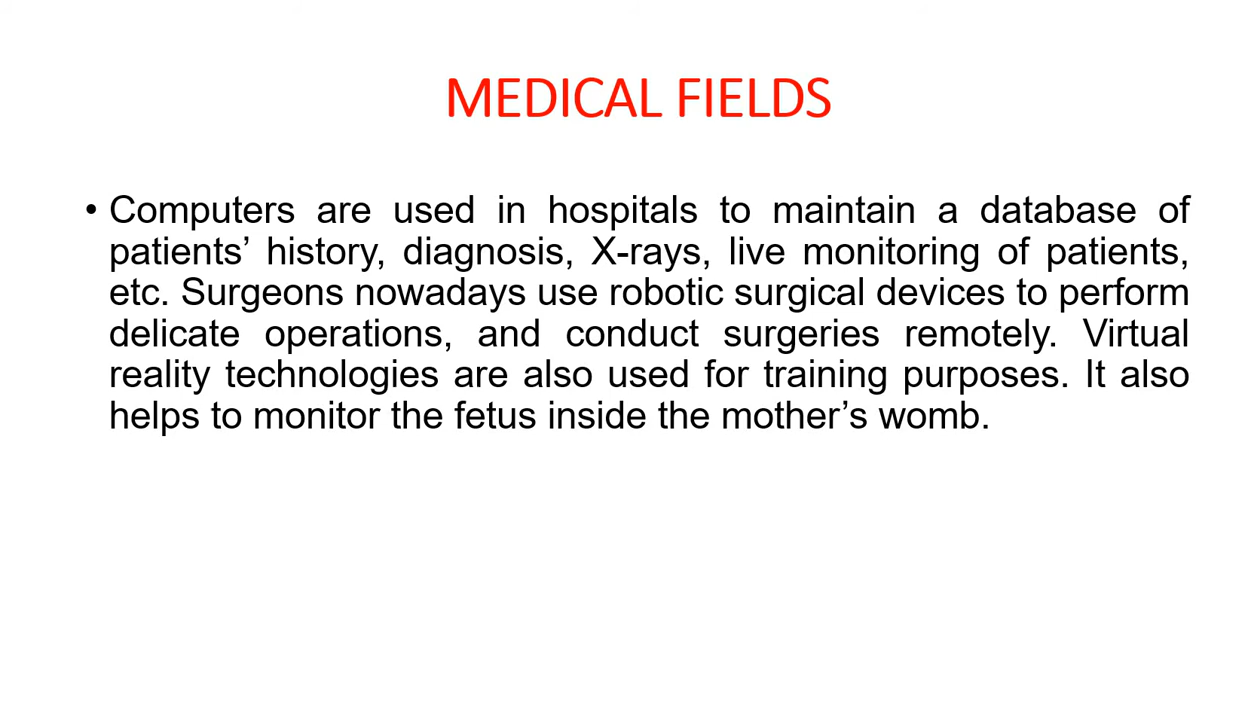 MEDICAL FIELDS
• Computers are used in hospitals to maintain a database of
patients’ history, diagnosis, X-rays, live monitoring of patients,
etc. Surgeons nowadays use robotic surgical devices to perform
delicate operations, and conduct surgeries remotely. Virtual
reality technologies are also used for training purposes. It also
helps to monitor the fetus inside the mother’s womb.